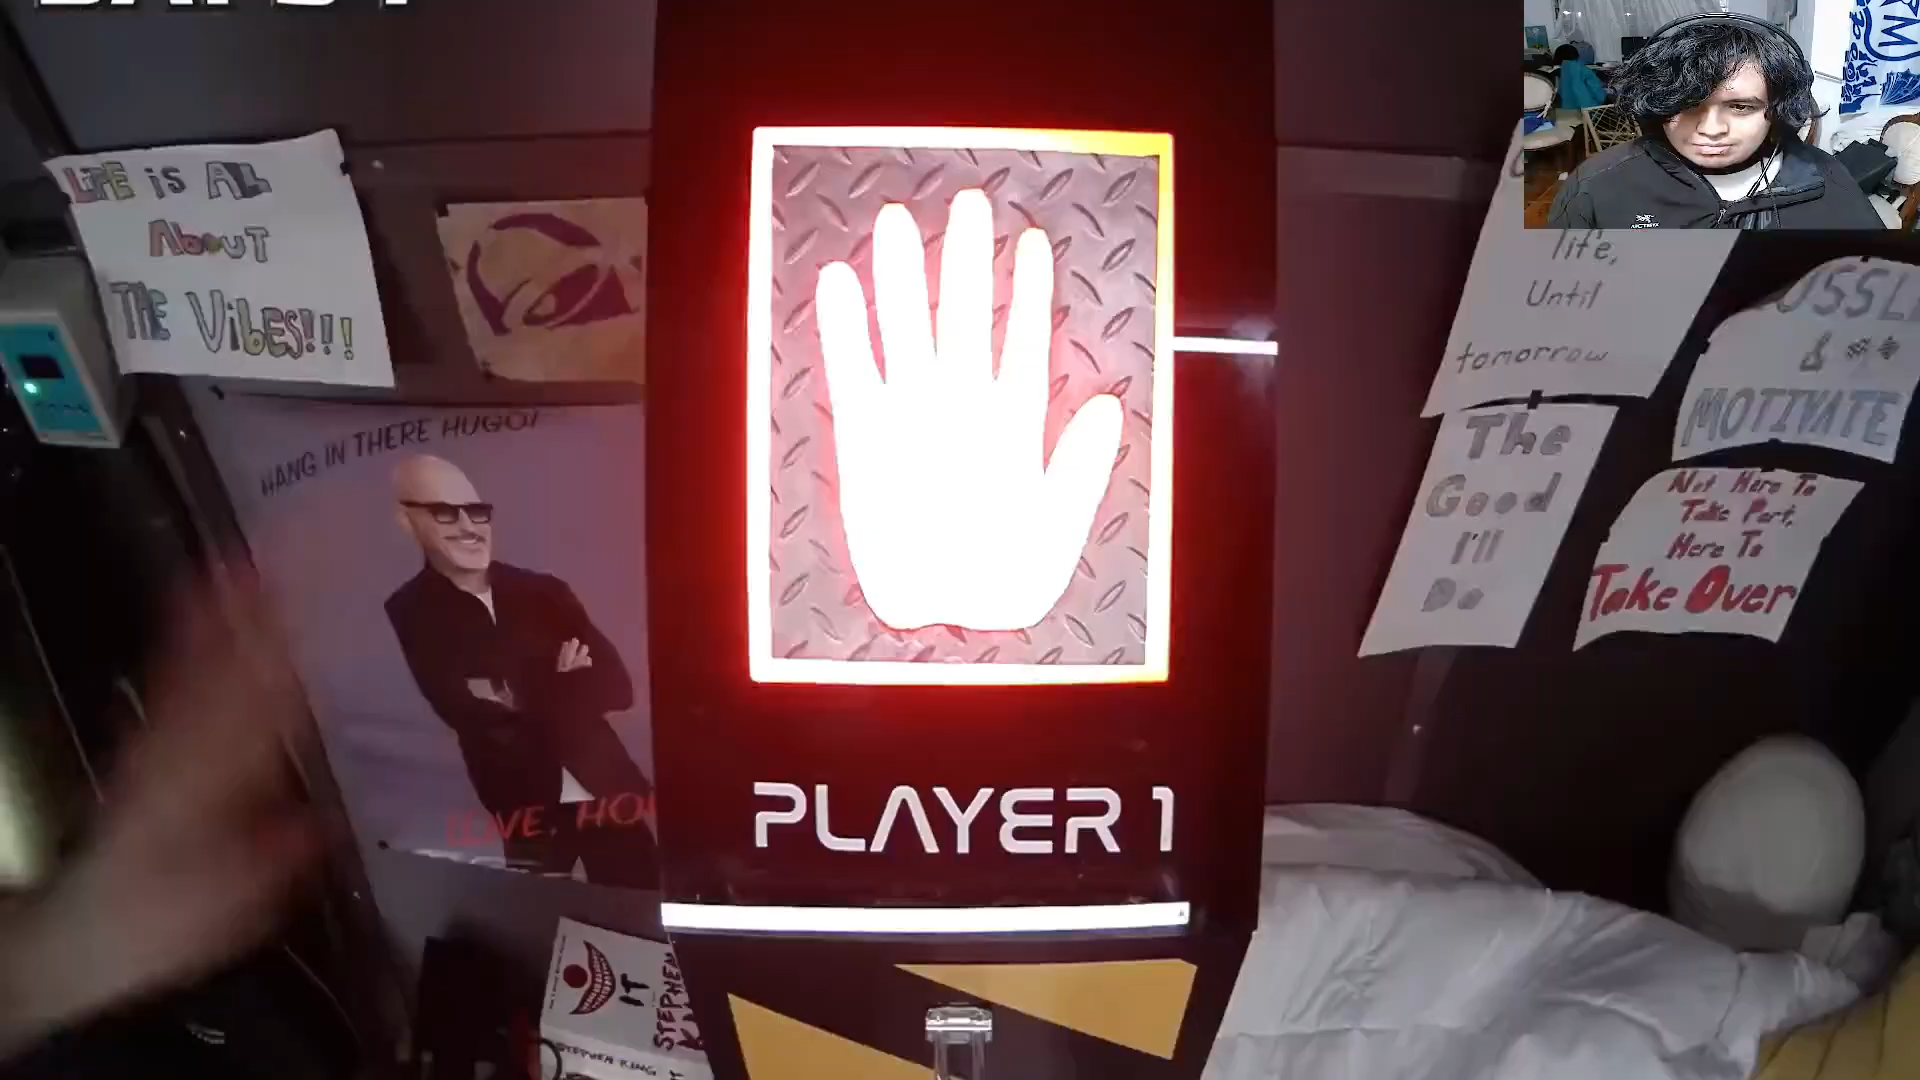 LIFE is ALL
About
THE VibES!!!
HANG IN THERE HUGO!
LOVE,
PLAYER 1
IT
STEPHEN
STEPHEN KING
life,
Until
tomorrow
The
Good
I'll
Do
&
MOTIVATE
Not Here To
Take Part,
Here To
Take Over